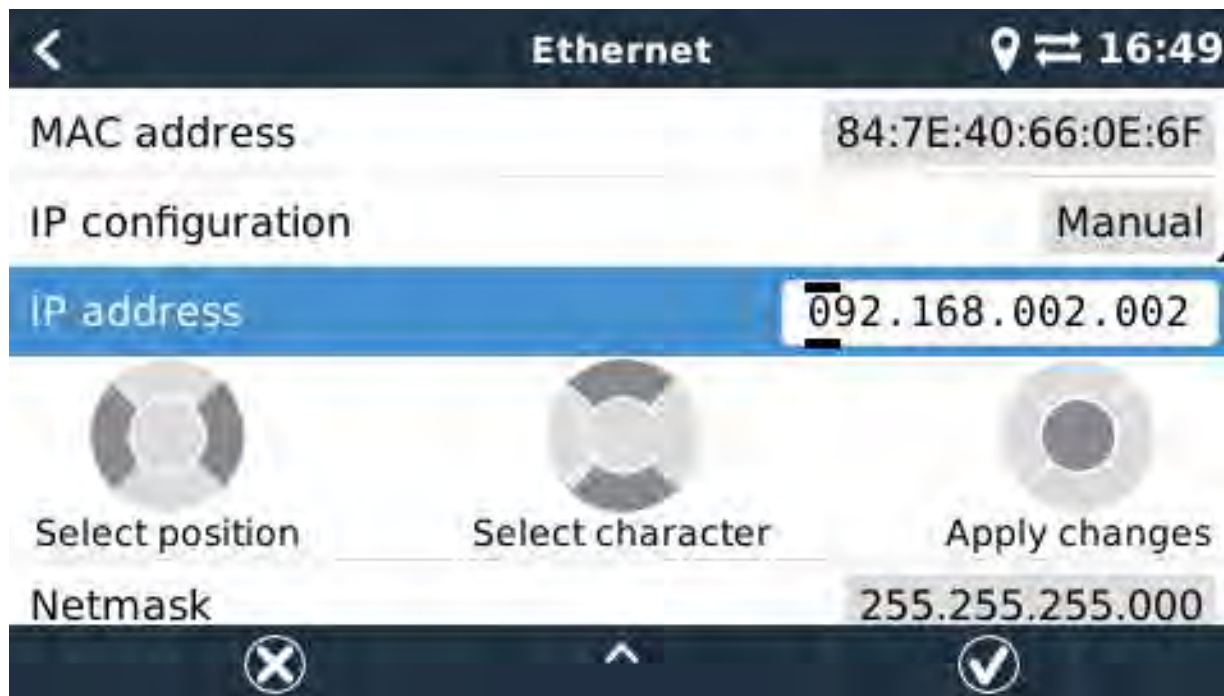 Ethernet 16:49
MAC address 84:7E:40:66:0E:6F
IP configuration Manual
IP address 092.168.002.002
Select position Select character Apply changes
Netmask 255.255.255.000